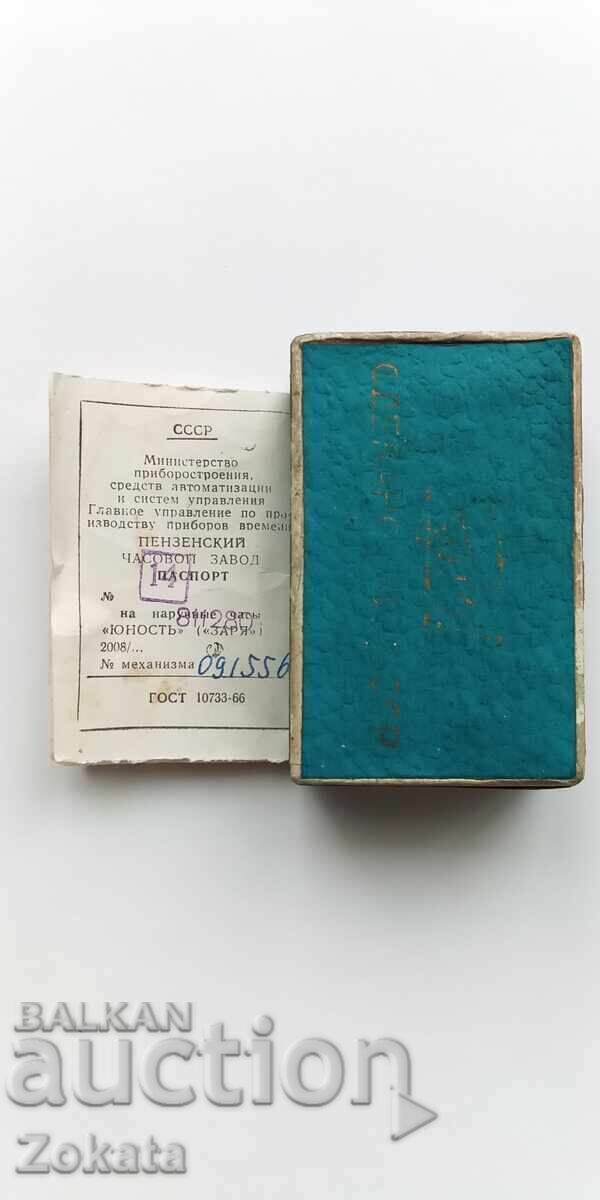 СССР
Министерство
приборостроения,
средств автоматизации
и систем управления
Главное управление по про-
изводству приборов времени
ПЕНЗЕНСКИЙ
ЧАСОВОЙ ЗАВОД
14
ПАСПОРТ
№
на наручные часы
«ЮНОСТЬ» («ЗАРЯ»)
2008/...
№ механизма 091556
ГОСТ 10733-66
BALKAN
auction
Zokata